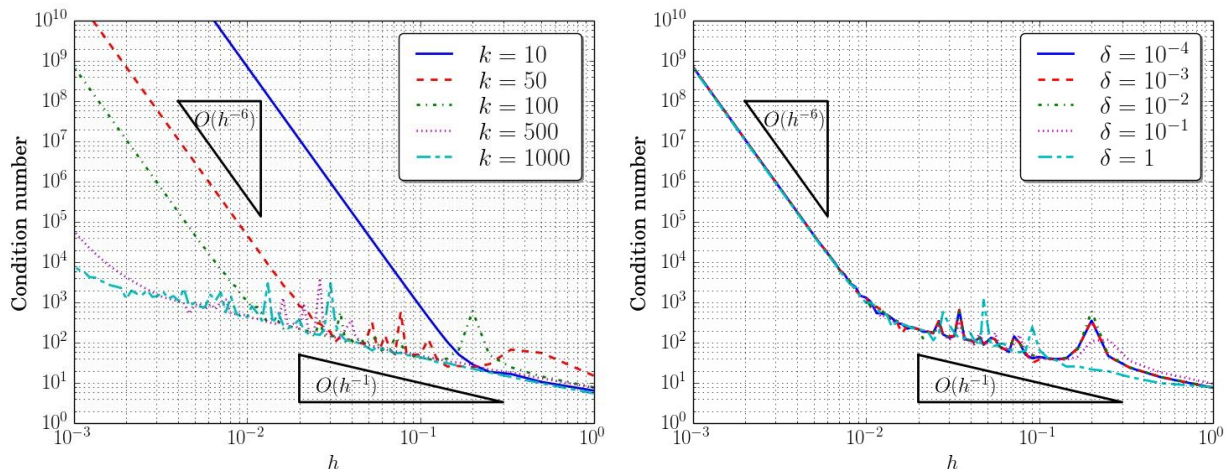 10^10
10^9
10^8
10^7
10^6
10^5
10^4
10^3
10^2
10^1
10^0
Condition number
10^-3
10^-2
10^-1
10^0
h
k = 10
k = 50
k = 100
k = 500
k = 1000
O(h^-6)
O(h^-1)
10^10
10^9
10^8
10^7
10^6
10^5
10^4
10^3
10^2
10^1
10^0
Condition number
10^-3
10^-2
10^-1
10^0
h
δ = 10^-4
δ = 10^-3
δ = 10^-2
δ = 10^-1
δ = 1
O(h^-6)
O(h^-1)